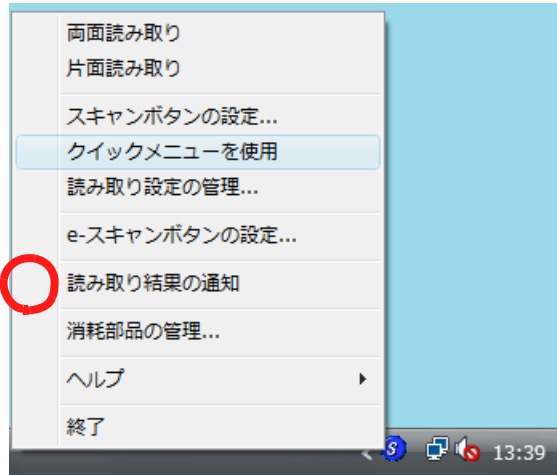 両面読み取り
片面読み取り
スキャンボタンの設定...
クイックメニューを使用
読み取り設定の管理...
e-スキャンボタンの設定...
読み取り結果の通知
消耗部品の管理...
ヘルプ
終了
S
13:39